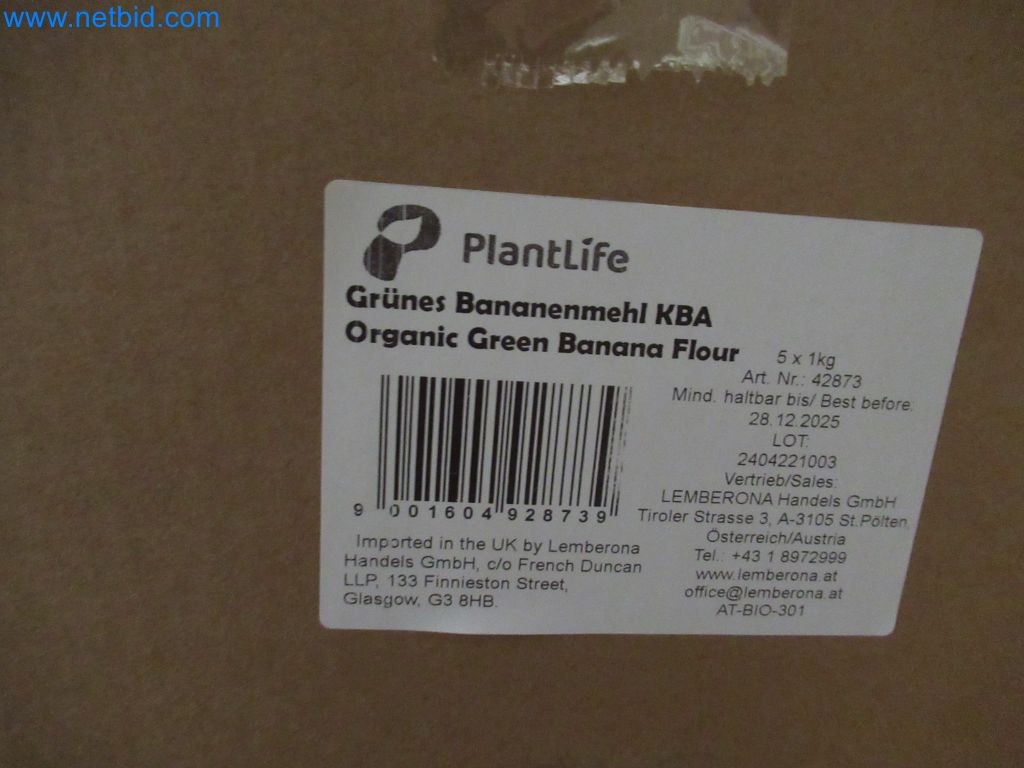 www.netbid.com
PlantLife
Grünes Bananenmehl KBA
Organic Green Banana Flour
5 x 1kg
Art. Nr.: 42873
Mind. haltbar bis/ Best before:
28.12.2025
LOT:
2404221003
Vertrieb/Sales:
LEMBERONA Handels GmbH
Tiroler Strasse 3, A-3105 St.Pölten,
Österreich/Austria
Tel.: +43 1 8972999
www.lemberona.at
office@lemberona.at
AT-BIO-301
9 001604 928739
Imported in the UK by Lemberona
Handels GmbH, c/o French Duncan
LLP, 133 Finnieston Street,
Glasgow, G3 8HB.